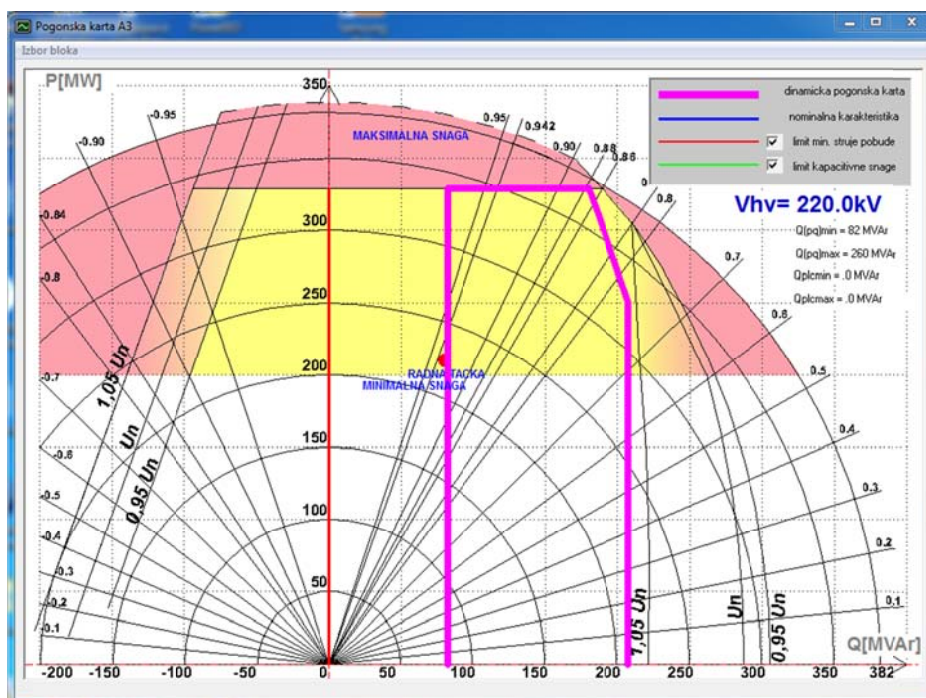 Pogonska karta A3
Izbor bloka
P[MW]
350
300
250
200
150
100
50
-0.95
-0.90
-0.84
-0.8
-0.7
-0.6
-0.5
-0.4
-0.3
-0.2
-0.1
0.95
0.942
0.90
0.88
0.86
0.8
0.7
0.6
0.5
0.4
0.3
0.2
0.1
MAKSIMALNA SNAGA
RADNA TACKA
MINIMALNA SNAGA
dinamicka pogonska karta
nominalna karakteristika
limit min. struje pobude
limit kapacitivne snage
Vhv= 220.0kV
Q(pq)min = 82 MVAr
Q(pq)max = 260 MVAr
Qplcmin = .0 MVAr
Qplcmax = .0 MVAr
1,05 Un
Un
0,95 Un
1,05 Un
Un
0,95 Un
Q[MVAr]
-200 -150 -100 -50 0 50 100 150 200 250 300 350 382